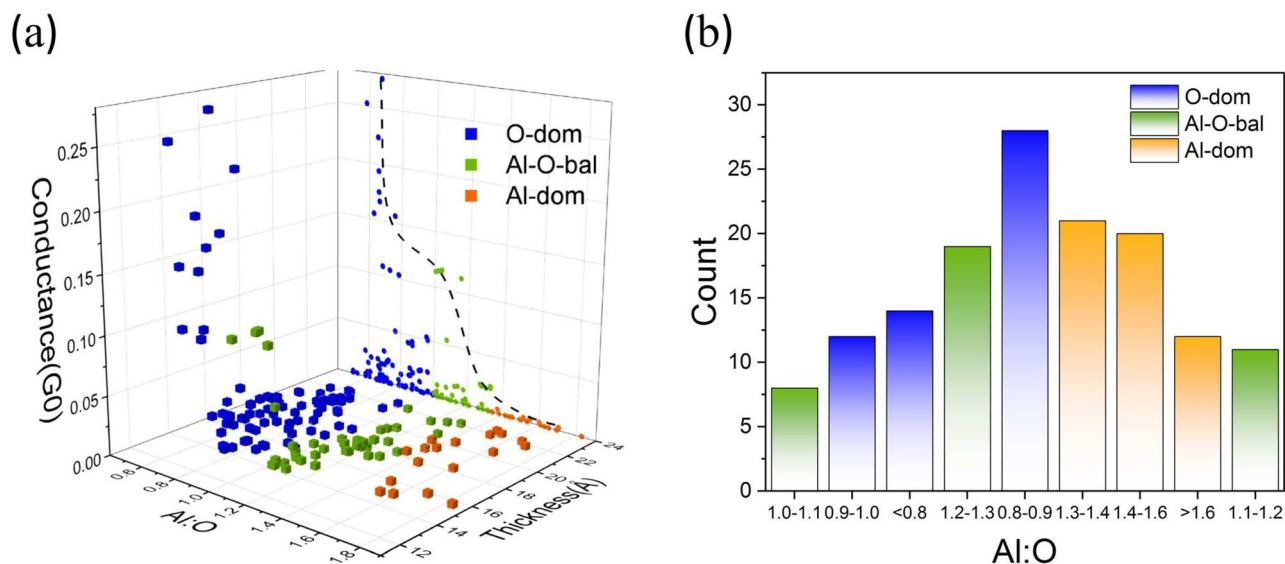 (a)
Conductance(G0)
0.25
0.20
0.15
0.10
0.05
0.00
O-dom
Al-O-bal
Al-dom
0.6
0.8
1.0
1.2
1.4
1.6
1.8
Al:O
12
14
16
18
20
22
24
Thickness(Å)
(b)
Count
30
25
20
15
10
5
0
O-dom
Al-O-bal
Al-dom
1.0-1.1 0.9-1.0 <0.8 1.2-1.3 0.8-0.9 1.3-1.4 1.4-1.6 >1.6 1.1-1.2
Al:O